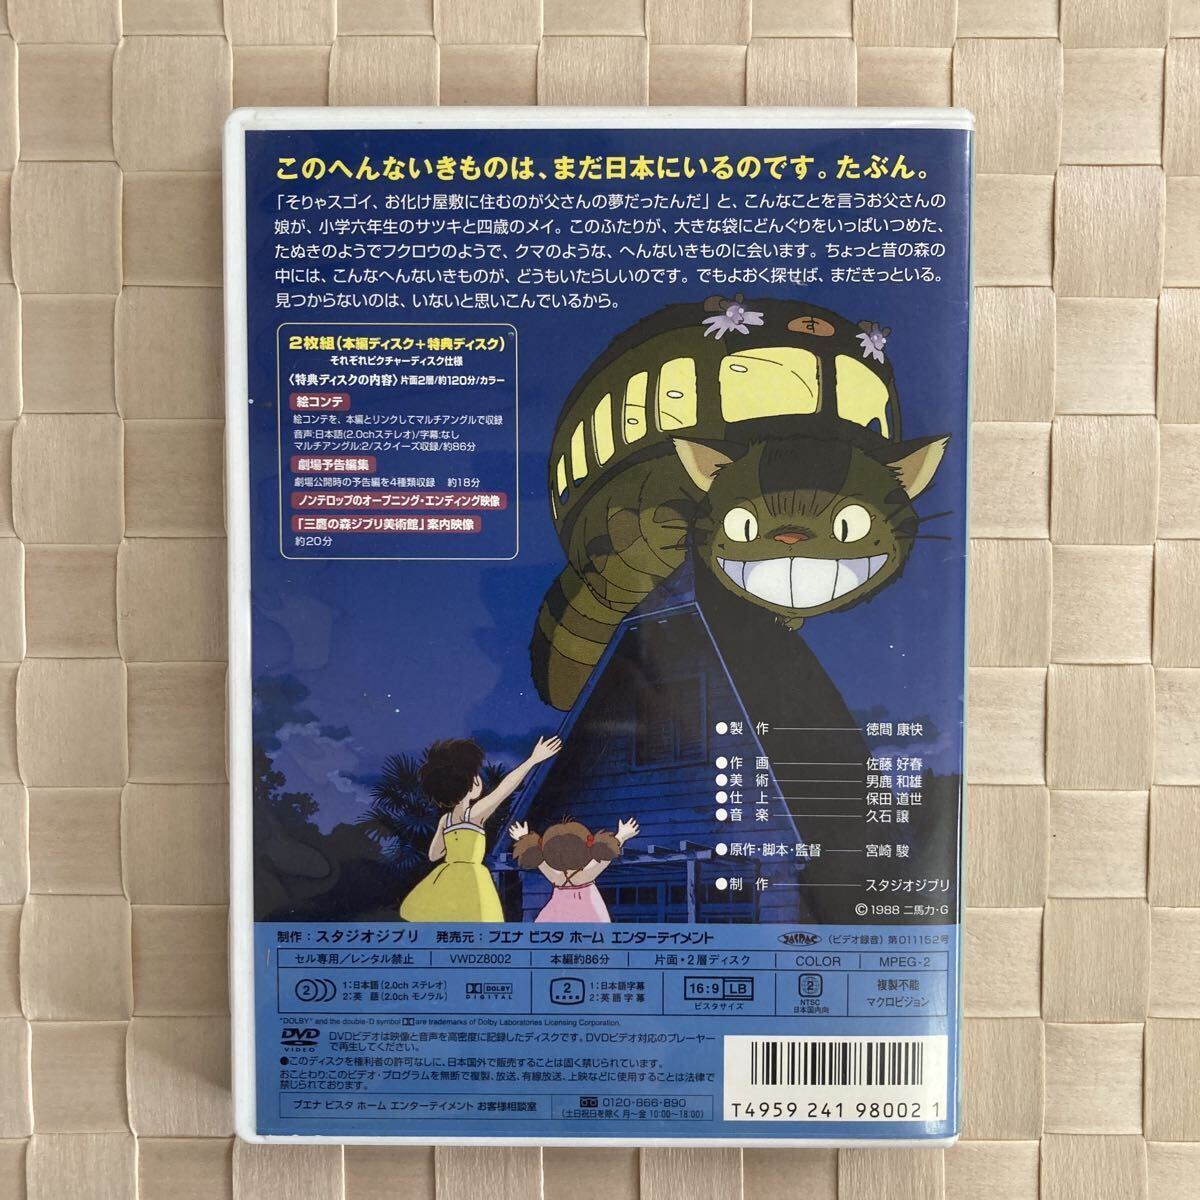 このへんないきものは、まだ日本にいるのです。たぶん。
「そりゃスゴイ、お化け屋敷に住むのが父さんの夢だったんだ」と、こんなことを言うお父さんの
娘が、小学六年生のサツキと四歳のメイ。このふたりが、大きな袋にどんぐりをいっぱいつめた、
たぬきのようでフクロウのようで、クマのような、へんないきものに会います。ちょっと昔の森の
中には、こんなへんないきものが、どうもいたらしいのです。でもよおく探せば、まだきっといる。
見つからないのは、いないと思いこんでいるから。
す
2枚組(本編ディスク+特典ディスク)
それぞれピクチャーディスク仕様
〈特典ディスクの内容〉片面2層/約120分/カラー
絵コンテ
絵コンテを、本編とリンクしてマルチアングルで収録
音声:日本語(2.0chステレオ)/字幕:なし
マルチアングル:2/スクイーズ収録/約86分
劇場予告編集
劇場公開時の予告編を4種類収録 約18分
ノンテロップのオープニング・エンディング映像
「三鷹の森ジブリ美術館」案内映像
約20分
●製 作 徳間 康快
●作 画 佐藤 好春
●美 術 男鹿 和雄
●仕 上 保田 道世
●音 楽 久石 譲
●原作・脚本・監督 宮崎 駿
●制 作 スタジオジブリ
© 1988 二馬力・G
制作:スタジオジブリ 発売元:ブエナ ビスタ ホーム エンターテイメント (ビデオ録音) 第011152号
セル専用/レンタル禁止 VWDZ8002 本編約86分 片面・2層ディスク COLOR MPEG-2
2 1:日本語(2.0ch ステレオ)
2:英 語(2.0ch モノラル)
DOLBY DIGITAL
2 1:日本語字幕
2:英語字幕
16:9 LB
ビスタサイズ
2
NTSC
日本国内向
複製不能
マクロビジョン
"DOLBY" and the double-D symbol are trademarks of Dolby Laboratories Licensing Corporation.
DVD VIDEO
DVDビデオは映像と音声を高密度に記録したディスクです。DVDビデオ対応のプレーヤー
で再生してください。
●このディスクを権利者の許可なしに、日本国外で販売することは固く禁じられています。
おことわり:このビデオ・プログラムを無断で複製、放送、有線放送、上映などに使用することは法律で
禁じられております。
ブエナ ビスタ ホーム エンターテイメント お客様相談室
0120-866-890
(土日祝日を除く 月~金 10:00~18:00)
T4959 241 98002 1